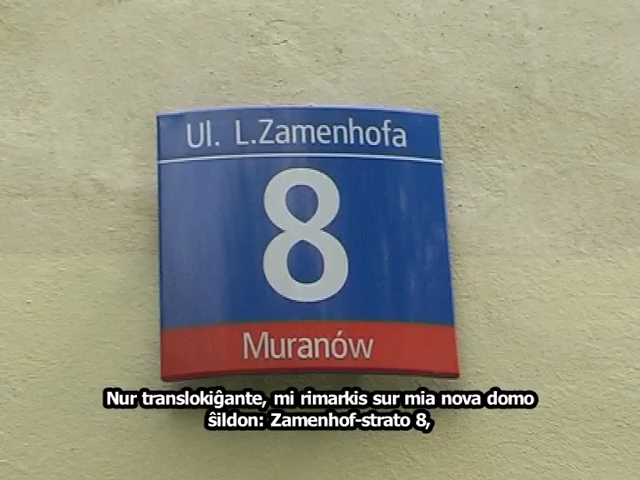 Ul. L.Zamenhofa
8
Muranów
Nur translokiĝante, mi rimarkis sur mia nova domo
ŝildon: Zamenhof-strato 8,